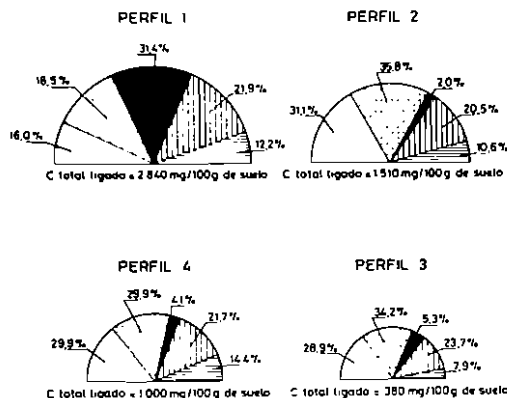 PERFIL 1
31.4%
18,5%
21,9%
16,0%
12,2%
C total ligado = 2 840 mg/100g de suelo
PERFIL 2
35,8%
2,0%
31,1%
20,5%
10,6%
C total ligado = 1 510 mg/100g de suelo
PERFIL 4
29,9%
4,1%
21,7%
29,9%
14,4%
C total ligado = 1 000 mg/100g de suelo
PERFIL 3
34,2%
5,3%
28,9%
23,7%
7,9%
C total ligado = 380 mg/100g de suelo